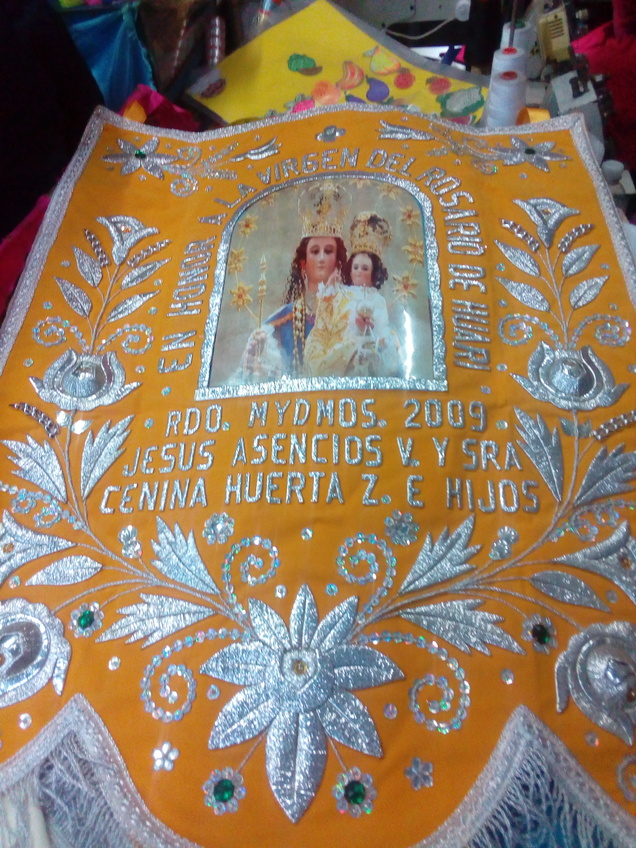 EN HONOR A LA VIRGEN DEL ROSARIO DE HUARI
RDO. MYDMOS. 2009
JESUS ASENCIOS V. Y SRA
CENINA HUERTA Z. E HIJOS